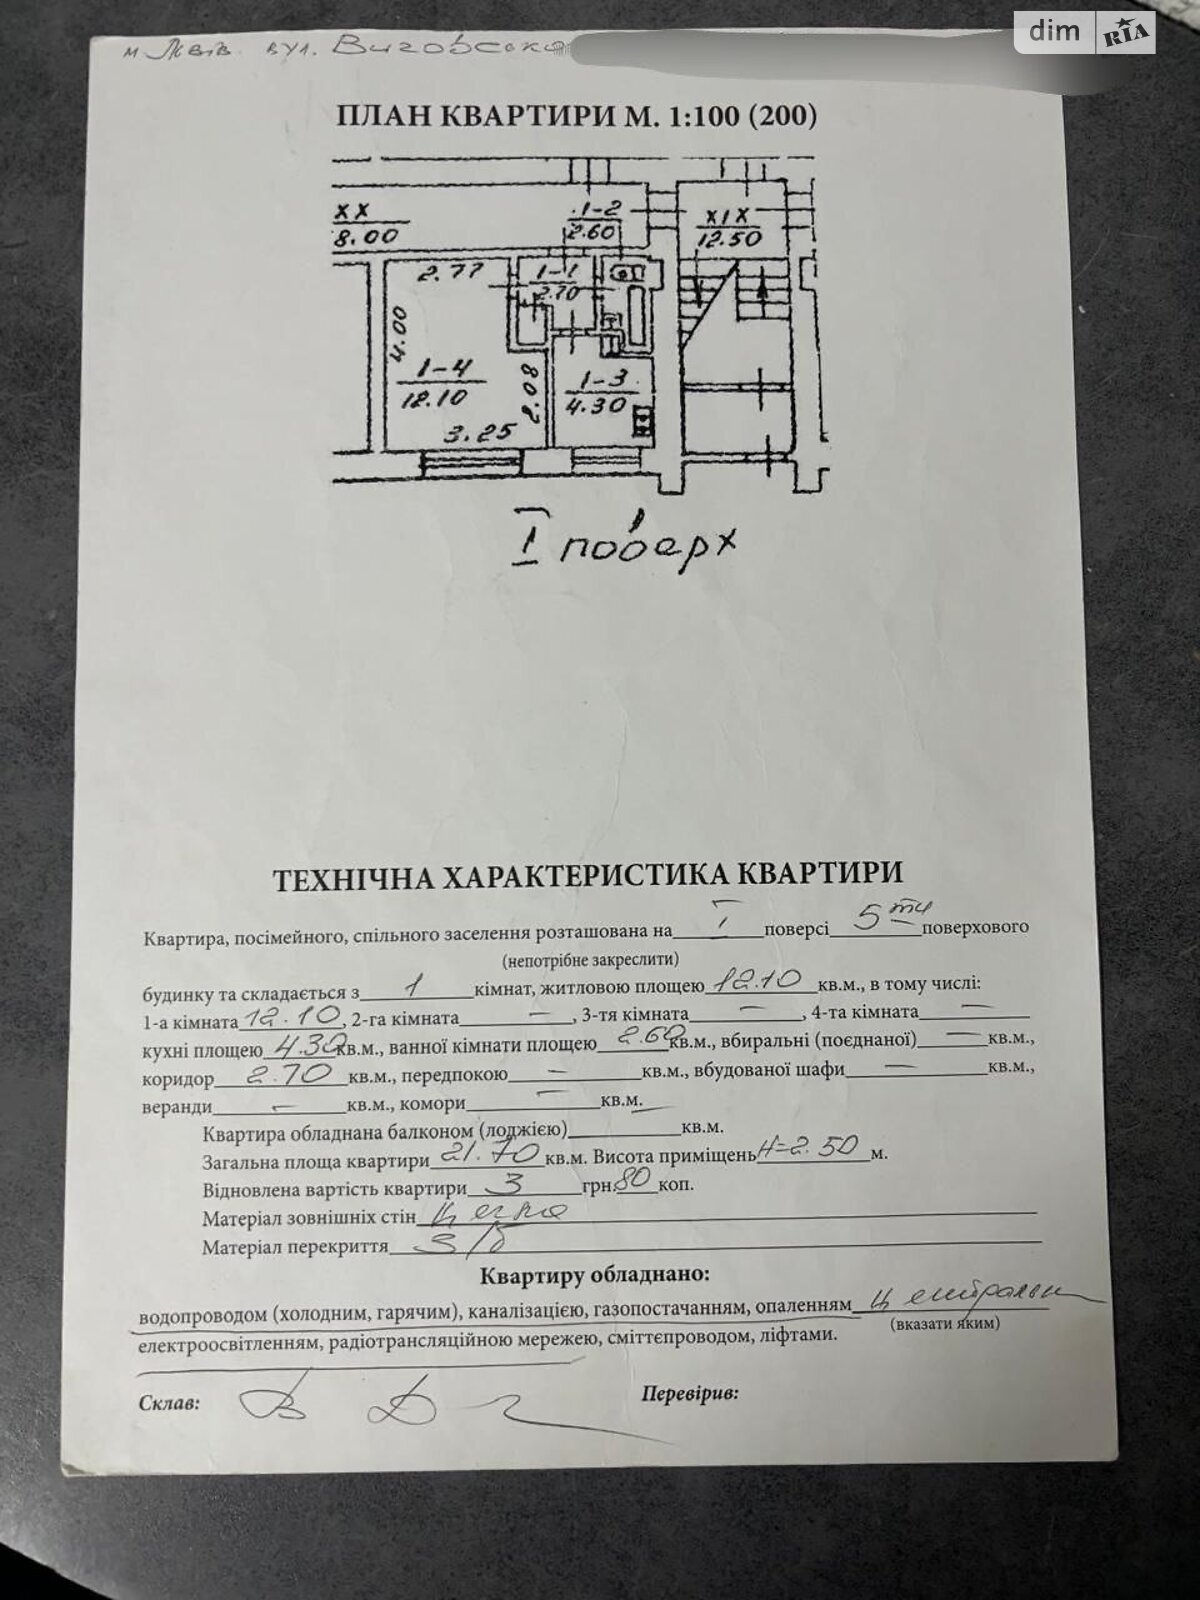 м Львів. вул. Виговського
dim RIA
ПЛАН КВАРТИРИ М. 1:100 (200)
XX
8.00
1-2
2.60
XIX
12.50
2.77
1-1
2.70
4.00
1-4
12.10
2.08
1-3
4.30
3.25
I поверх
ТЕХНІЧНА ХАРАКТЕРИСТИКА КВАРТИРИ
Квартира, посімейного, спільного заселення розташована на I поверсі 5ти поверхового
(непотрібне закреслити)
будинку та складається з 1 кімнат, житловою площею 12.10 кв.м., в тому числі:
1-а кімната 12.10, 2-га кімната —, 3-тя кімната —, 4-та кімната —
кухні площею 4.30 кв.м., ванної кімнати площею 2.60 кв.м., вбиральні (поєднаної) — кв.м.,
коридор 2.70 кв.м., передпокою — кв.м., вбудованої шафи — кв.м.,
веранди — кв.м., комори — кв.м.
Квартира обладнана балконом (лоджією) кв.м.
Загальна площа квартири 21.70 кв.м. Висота приміщень H=2.50 м.
Відновлена вартість квартири 3 грн. 80 коп.
Матеріал зовнішніх стін цегла
Матеріал перекриття з/б
Квартиру обладнано:
водопроводом (холодним, гарячим), каналізацією, газопостачанням, опаленням централь
(вказати яким)
електроосвітленням, радіотрансляційною мережею, сміттєпроводом, ліфтами.
Склав:
Перевірив: